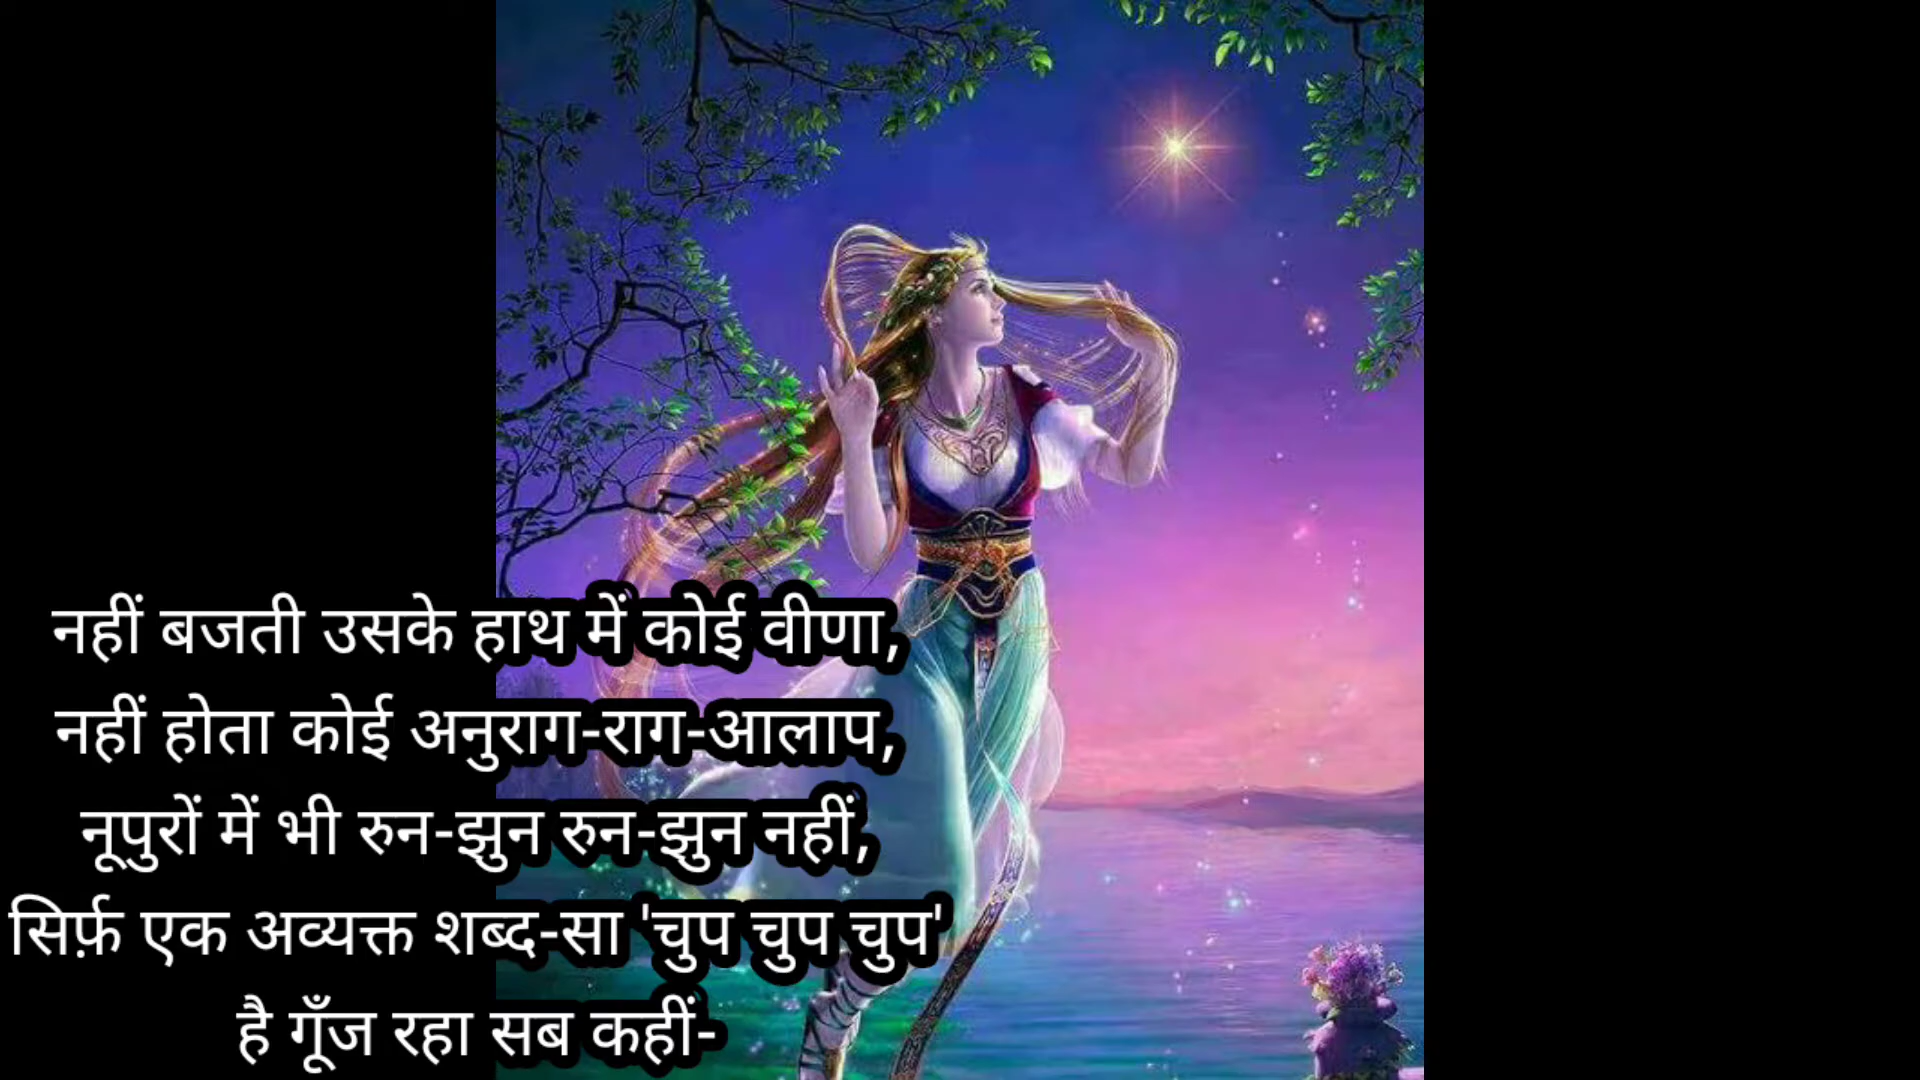 नहीं बजती उसके हाथ में कोई वीणा,
नहीं होता कोई अनुराग-राग-आलाप,
नूपुरों में भी रुन-झुन रुन-झुन नहीं,
सिर्फ़ एक अव्यक्त शब्द-सा 'चुप चुप चुप'
है गूँज रहा सब कहीं-